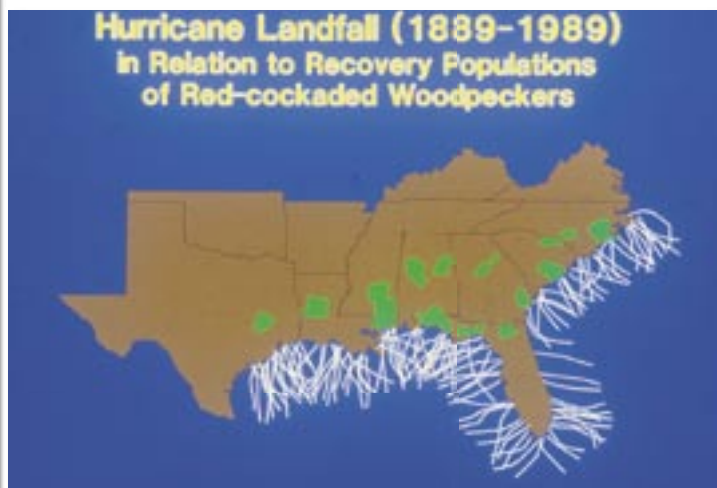 Hurricane Landfall (1889-1989)
in Relation to Recovery Populations
of Red-cockaded Woodpeckers